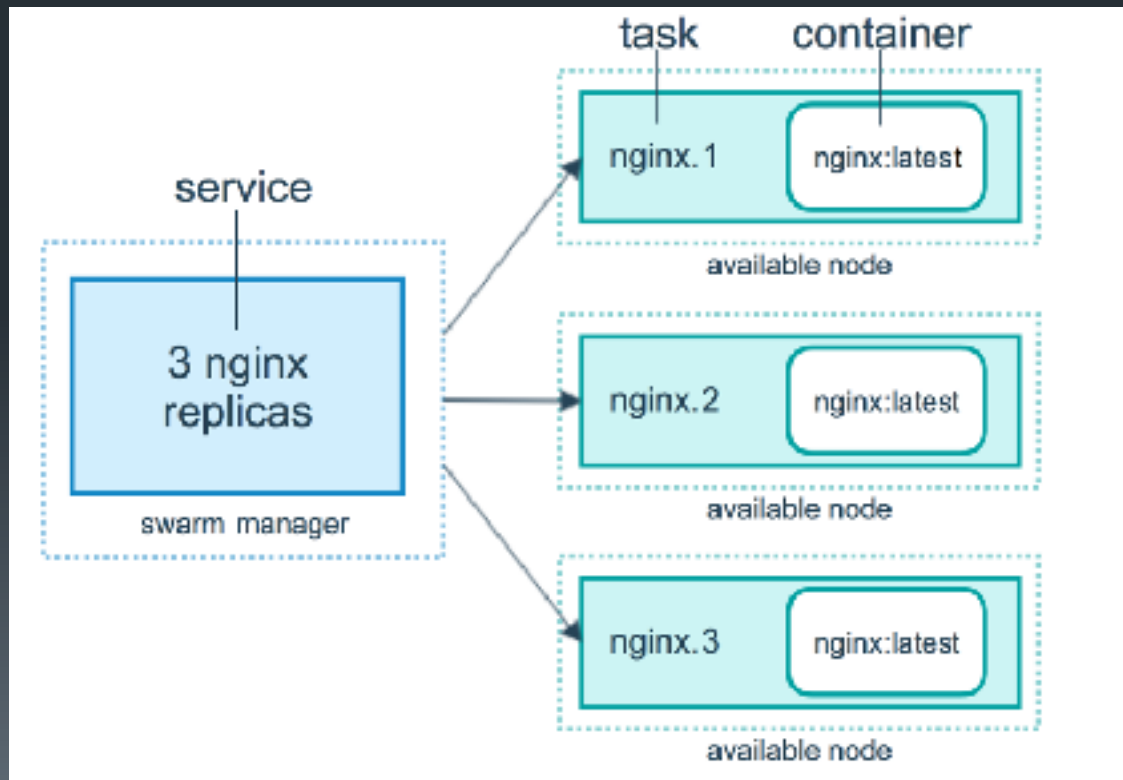 task
container
service
3 nginx
replicas
swarm manager
nginx.1
nginx:latest
available node
nginx.2
nginx:latest
available node
nginx.3
nginx:latest
available node